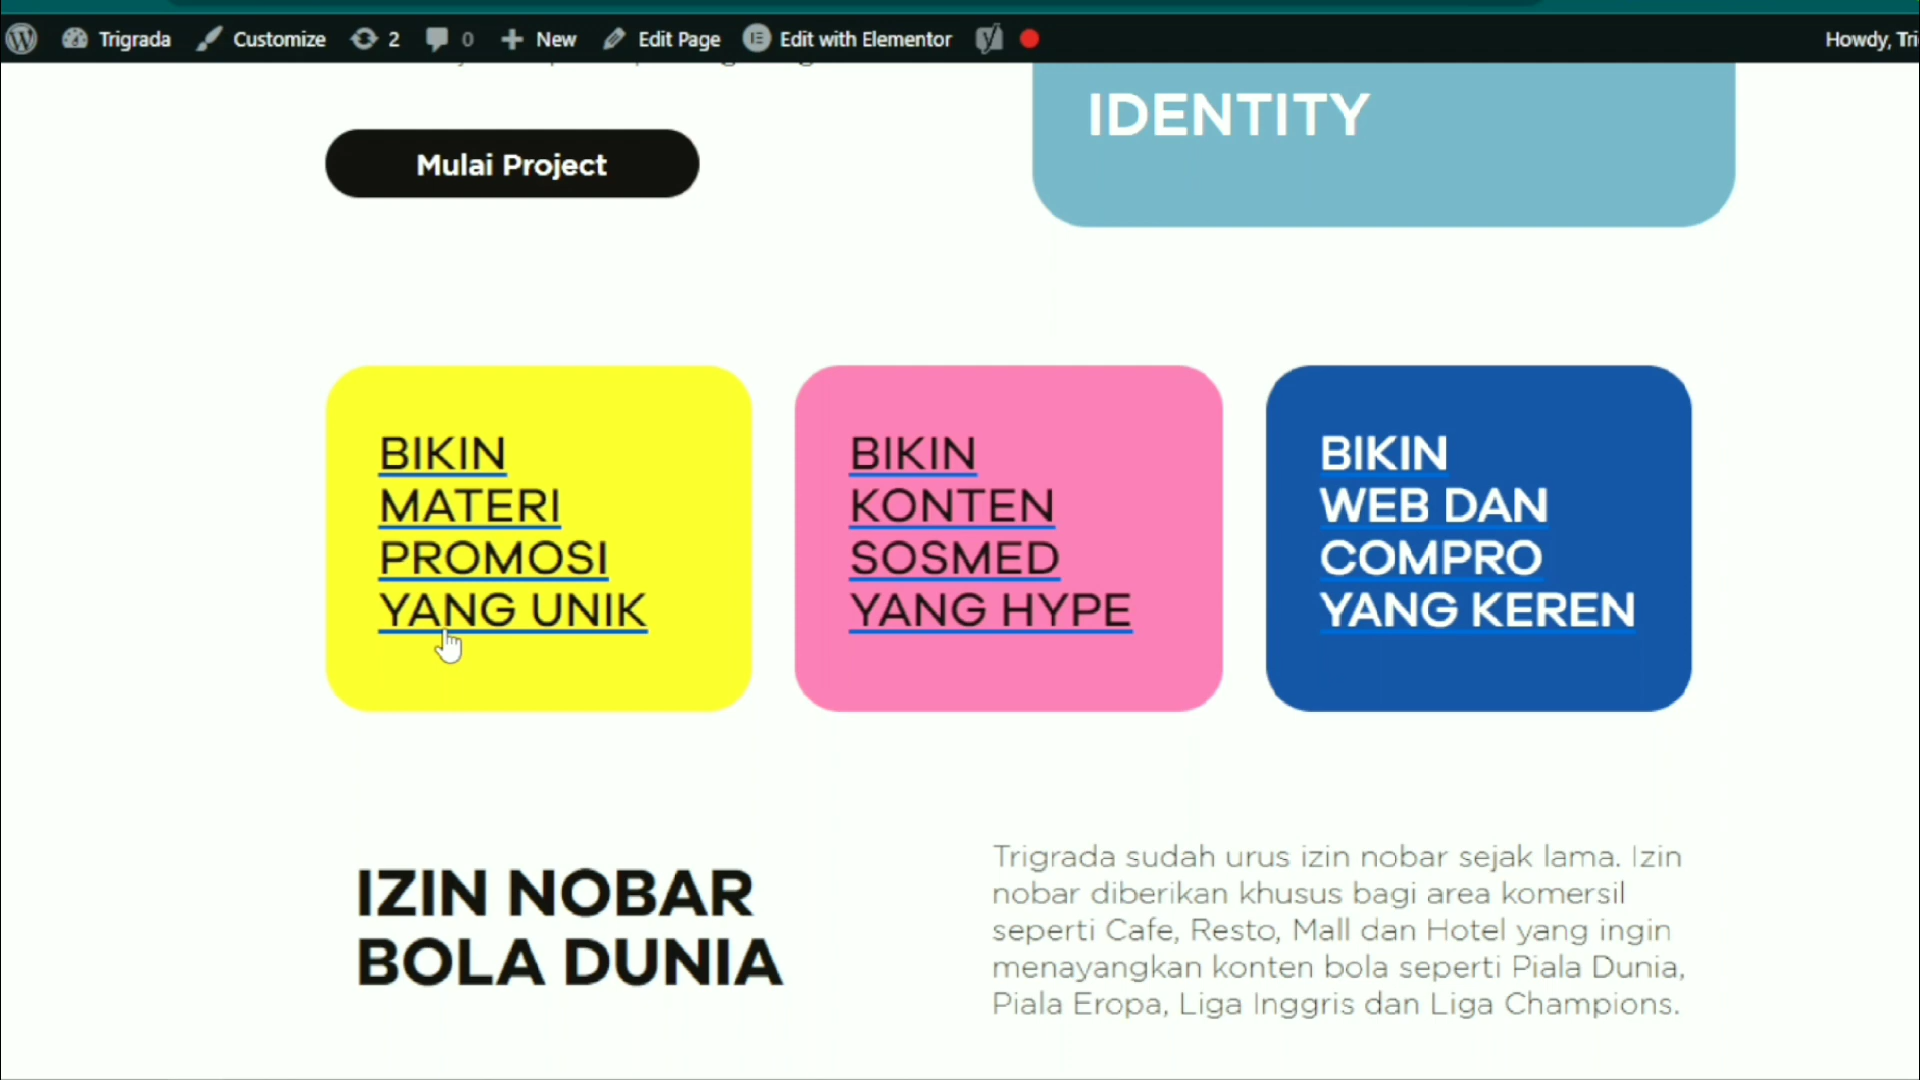 Trigrada
Customize
2
0
New
Edit Page
Edit with Elementor
Howdy, Tri
IDENTITY
Mulai Project
BIKIN
MATERI
PROMOSI
YANG UNIK
BIKIN
KONTEN
SOSMED
YANG HYPE
BIKIN
WEB DAN
COMPRO
YANG KEREN
IZIN NOBAR
BOLA DUNIA
Trigrada sudah urus izin nobar sejak lama. Izin
nobar diberikan khusus bagi area komersil
seperti Cafe, Resto, Mall dan Hotel yang ingin
menayangkan konten bola seperti Piala Dunia,
Piala Eropa, Liga Inggris dan Liga Champions.